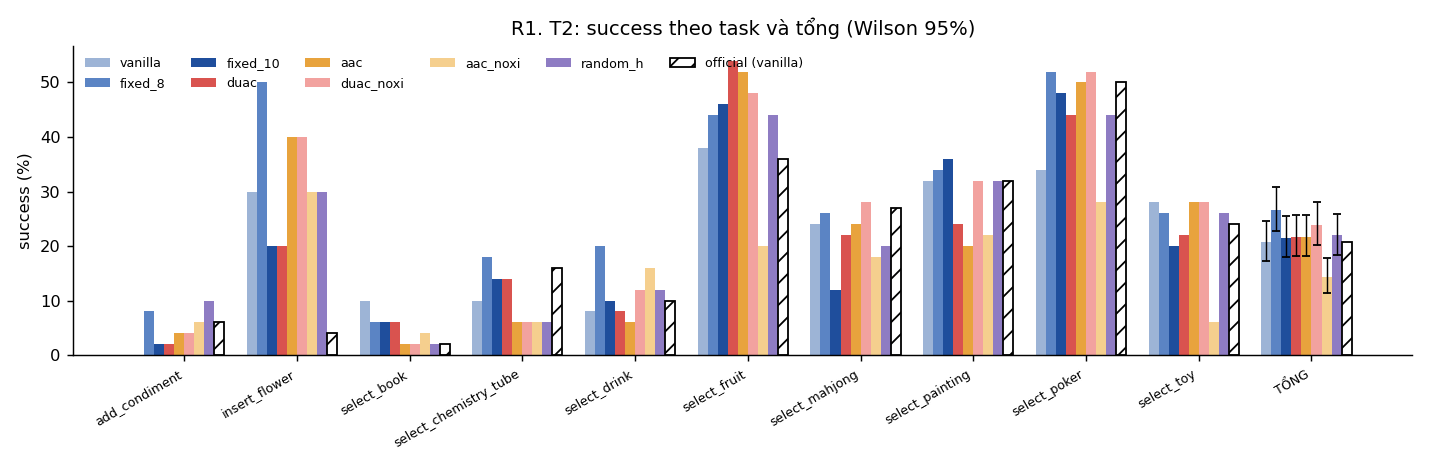 R1. T2: success theo task và tổng (Wilson 95%)
vanilla fixed_10 aac aac_noxi random_h official (vanilla)
fixed_8 duac duac_noxi
success (%)
50
40
30
20
10
0
add_condiment insert_flower select_book select_chemistry_tube select_drink select_fruit select_mahjong select_painting select_poker select_toy TỔNG